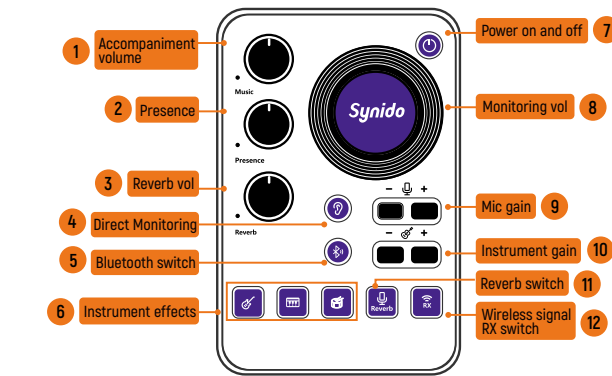 1 Accompaniment
volume
Music
2 Presence
Presence
3 Reverb vol
Reverb
4 Direct Monitoring
5 Bluetooth switch
6 Instrument effects
Synido
Power on and off 7
Monitoring vol 8
- +
Mic gain 9
- +
Instrument gain 10
Reverb switch 11
Reverb
RX
Wireless signal
RX switch 12